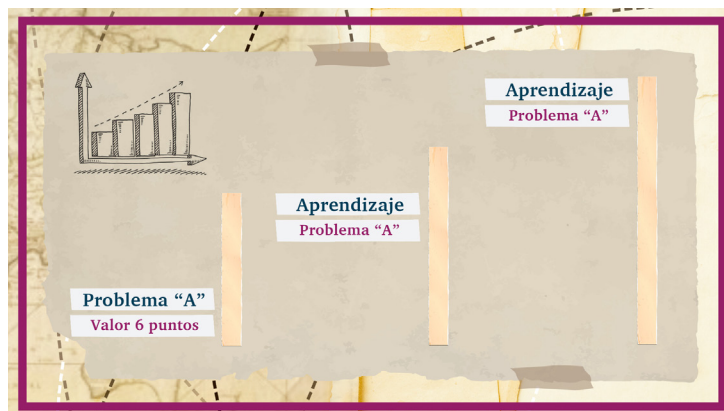 Aprendizaje
Problema “A”
Aprendizaje
Problema “A”
Problema “A”
Valor 6 puntos